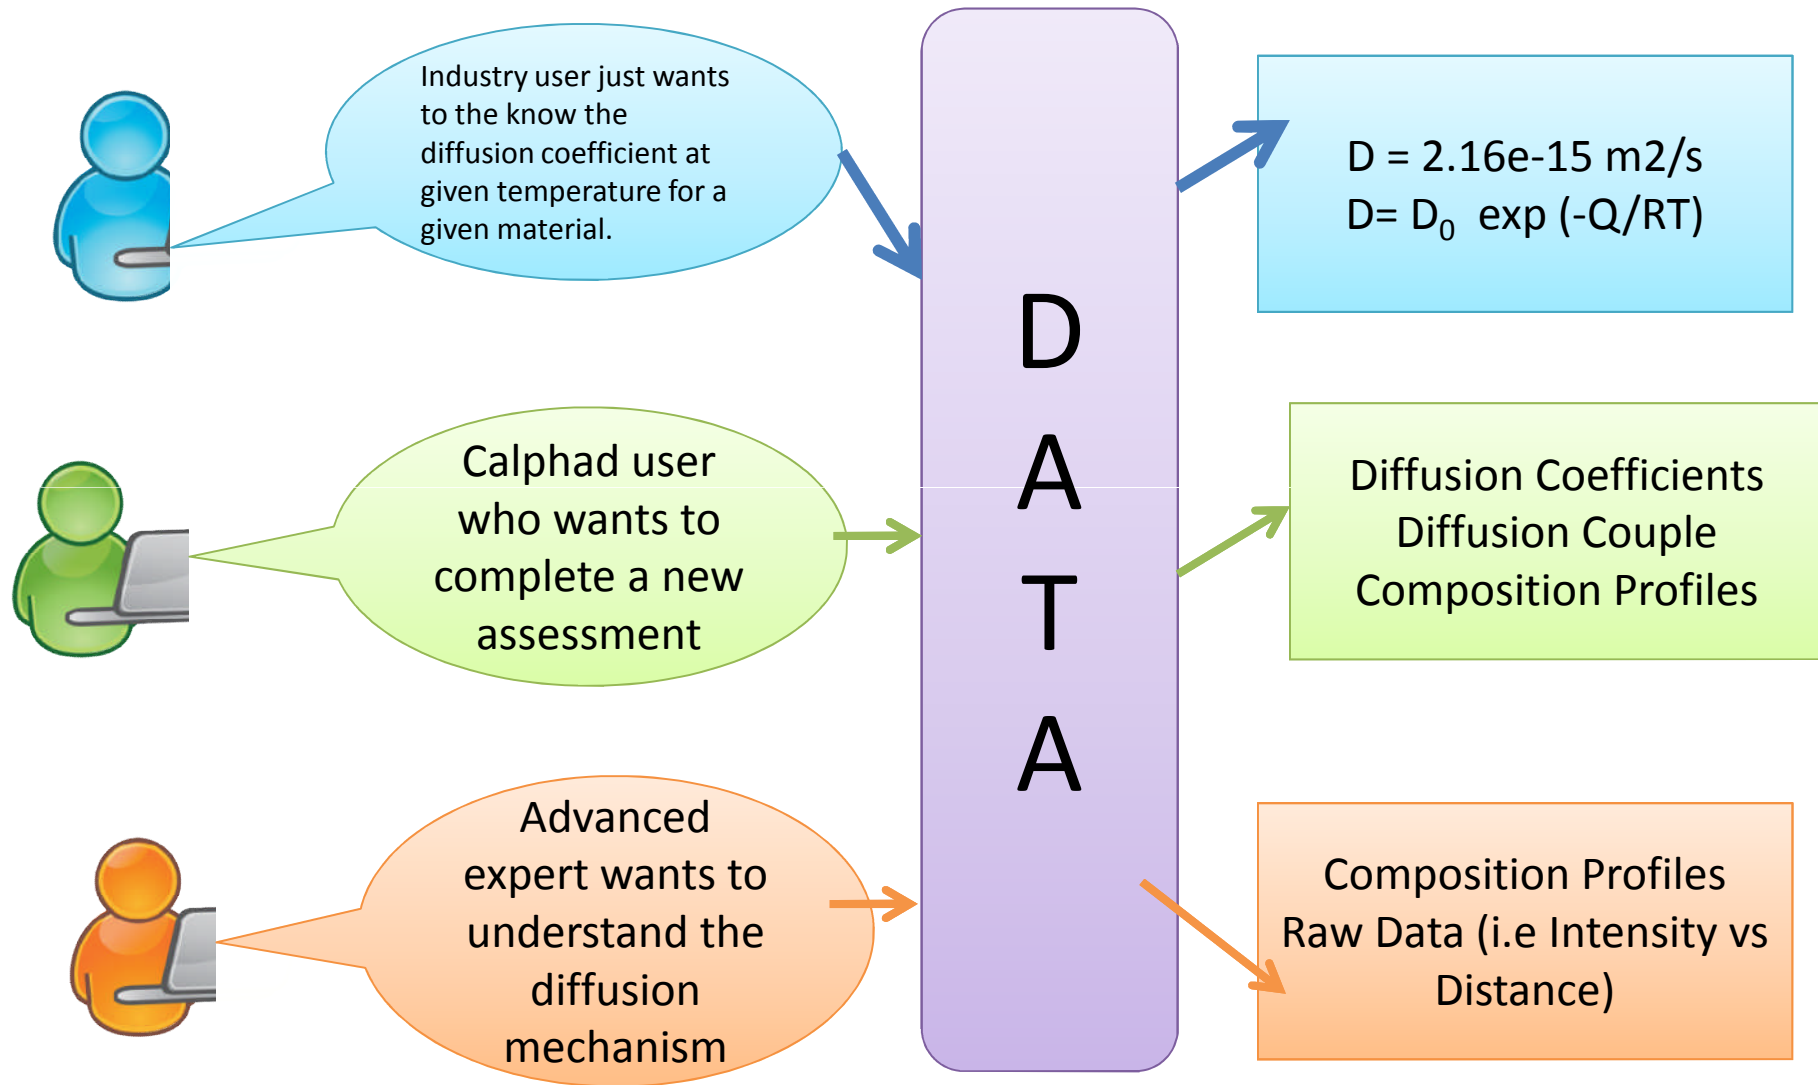 Industry user just wants
to the know the
diffusion coefficient at
given temperature for a
given material.
D = 2.16e-15 m2/s
D= D₀ exp (-Q/RT)
D
A
T
A
Calphad user
who wants to
complete a new
assessment
Diffusion Coefficients
Diffusion Couple
Composition Profiles
Advanced
expert wants to
understand the
diffusion
mechanism
Composition Profiles
Raw Data (i.e Intensity vs
Distance)